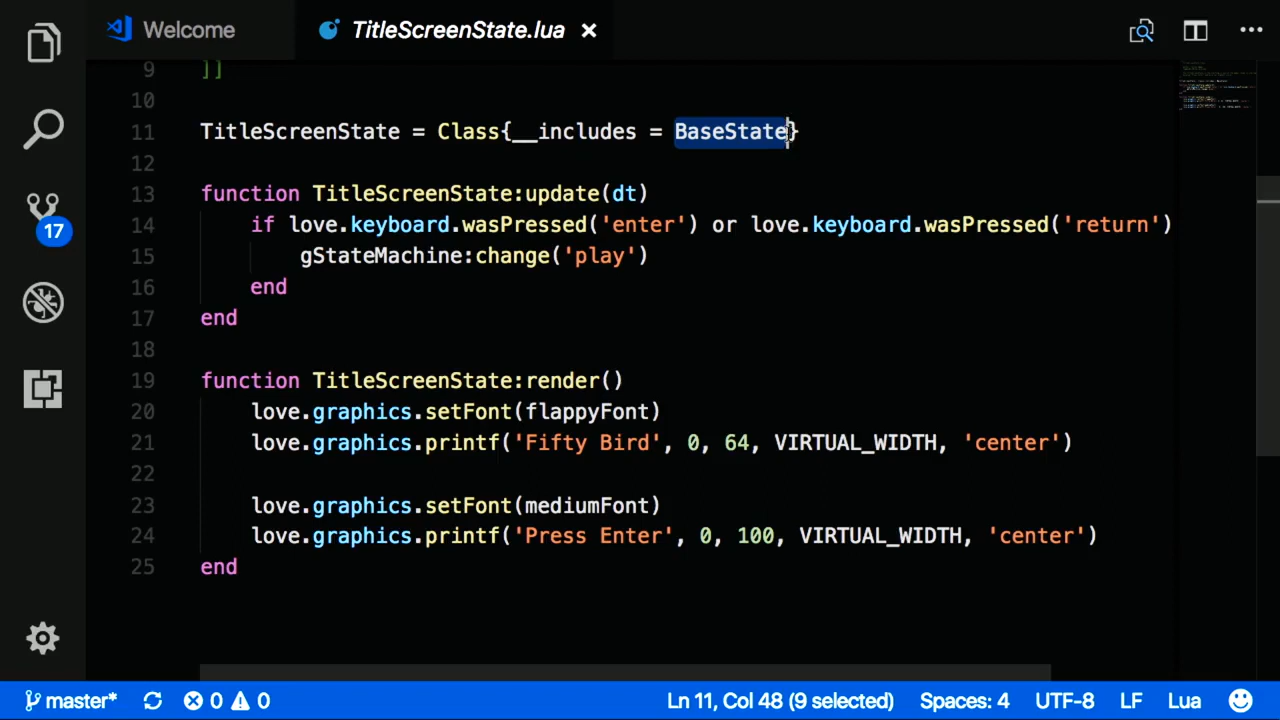 Welcome
TitleScreenState.lua
9 ]]
10
11 TitleScreenState = Class{__includes = BaseState}
12
13 function TitleScreenState:update(dt)
14 if love.keyboard.wasPressed('enter') or love.keyboard.wasPressed('return')
15 gStateMachine:change('play')
16 end
17 end
18
19 function TitleScreenState:render()
20 love.graphics.setFont(flappyFont)
21 love.graphics.printf('Fifty Bird', 0, 64, VIRTUAL_WIDTH, 'center')
22
23 love.graphics.setFont(mediumFont)
24 love.graphics.printf('Press Enter', 0, 100, VIRTUAL_WIDTH, 'center')
25 end
17
master* 0 0 Ln 11, Col 48 (9 selected) Spaces: 4 UTF-8 LF Lua